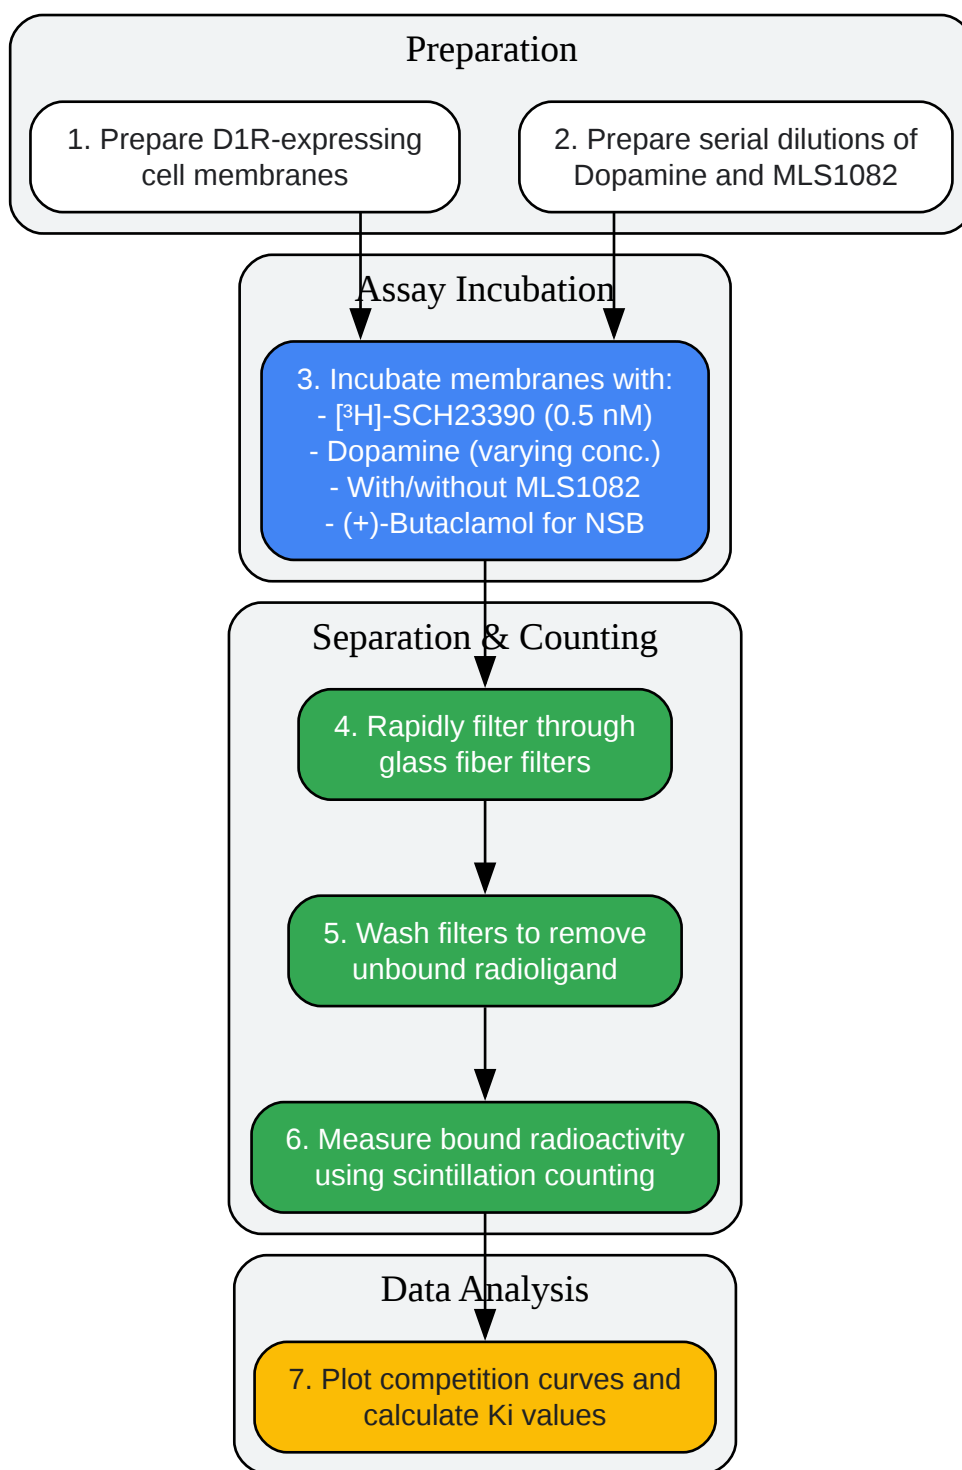 Preparation
1. Prepare D1R-expressing
cell membranes
2. Prepare serial dilutions of
Dopamine and MLS1082
Assay Incubation
3. Incubate membranes with:
- [³H]-SCH23390 (0.5 nM)
- Dopamine (varying conc.)
- With/without MLS1082
- (+)-Butaclamol for NSB
Separation & Counting
4. Rapidly filter through
glass fiber filters
5. Wash filters to remove
unbound radioligand
6. Measure bound radioactivity
using scintillation counting
Data Analysis
7. Plot competition curves and
calculate Ki values